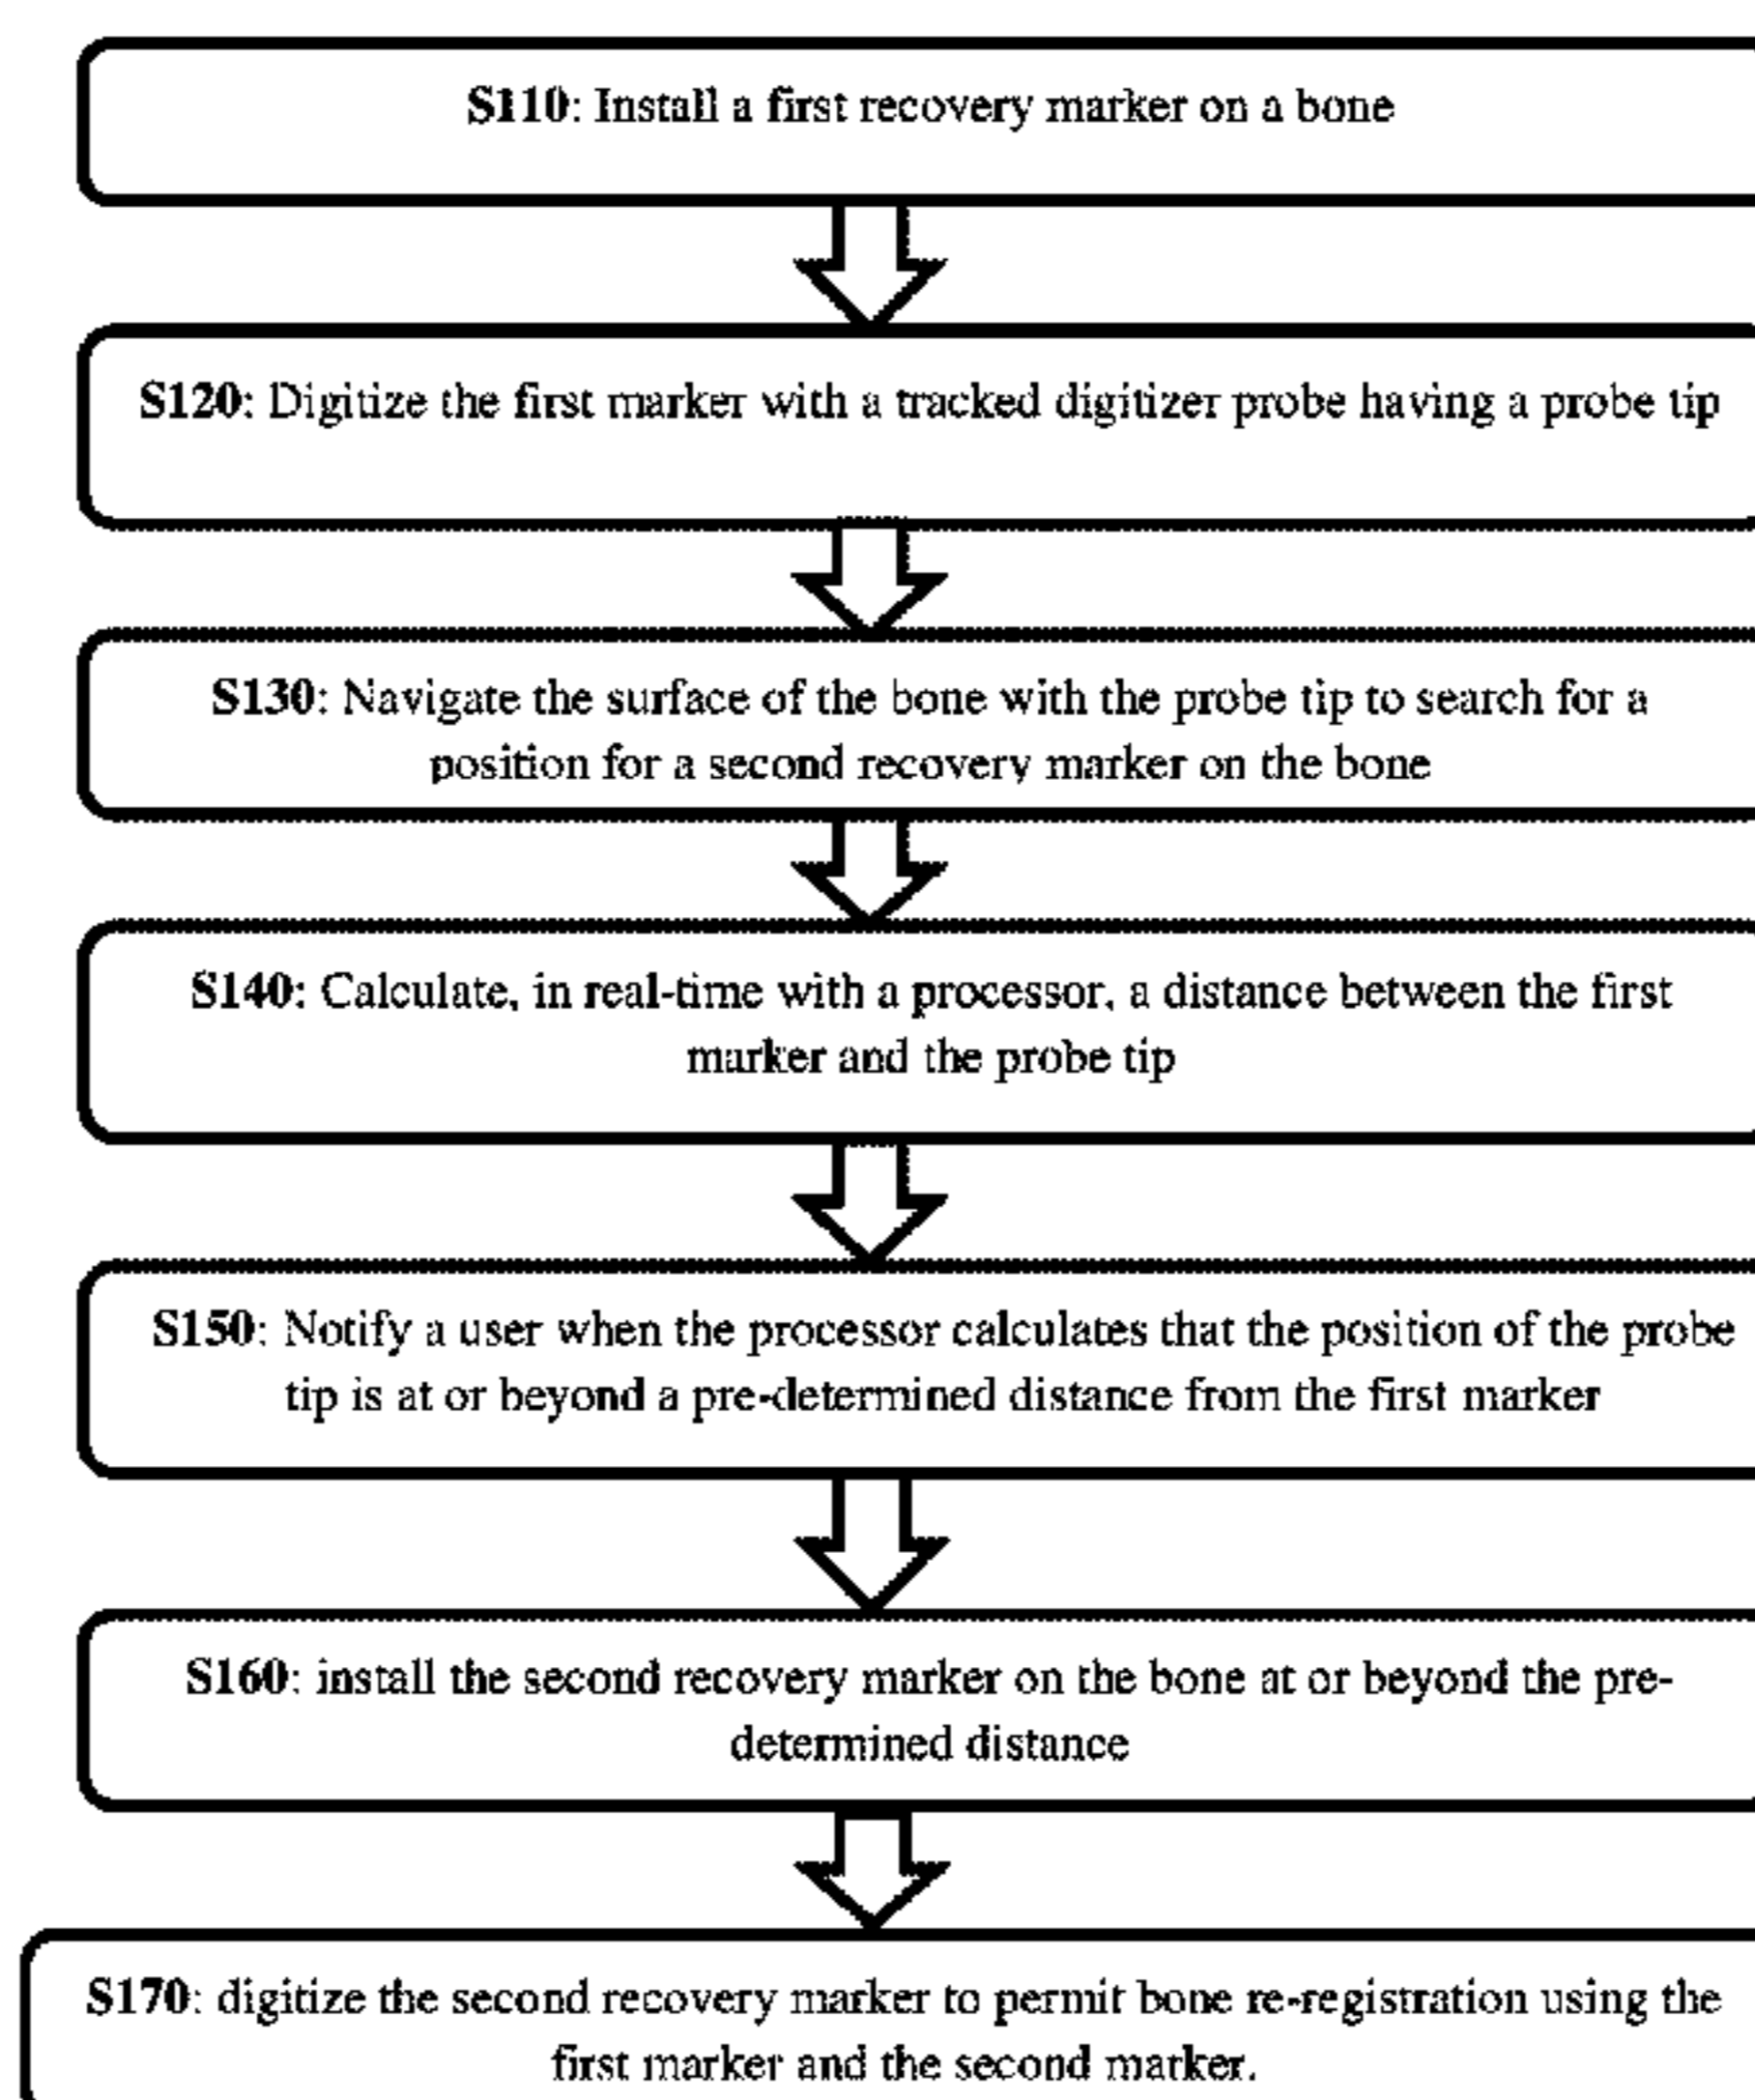 S110: Install a first recovery marker on a bone
S120: Digitize the first marker with a tracked digitizer probe having a probe tip
S130: Navigate the surface of the bone with the probe tip to search for a
position for a second recovery marker on the bone
S140: Calculate, in real-time with a processor, a distance between the first
marker and the probe tip
S150: Notify a user when the processor calculates that the position of the probe
tip is at or beyond a pre-determined distance from the first marker
S160: install the second recovery marker on the bone at or beyond the pre-
determined distance
S170: digitize the second recovery marker to permit bone re-registration using the
first marker and the second marker.